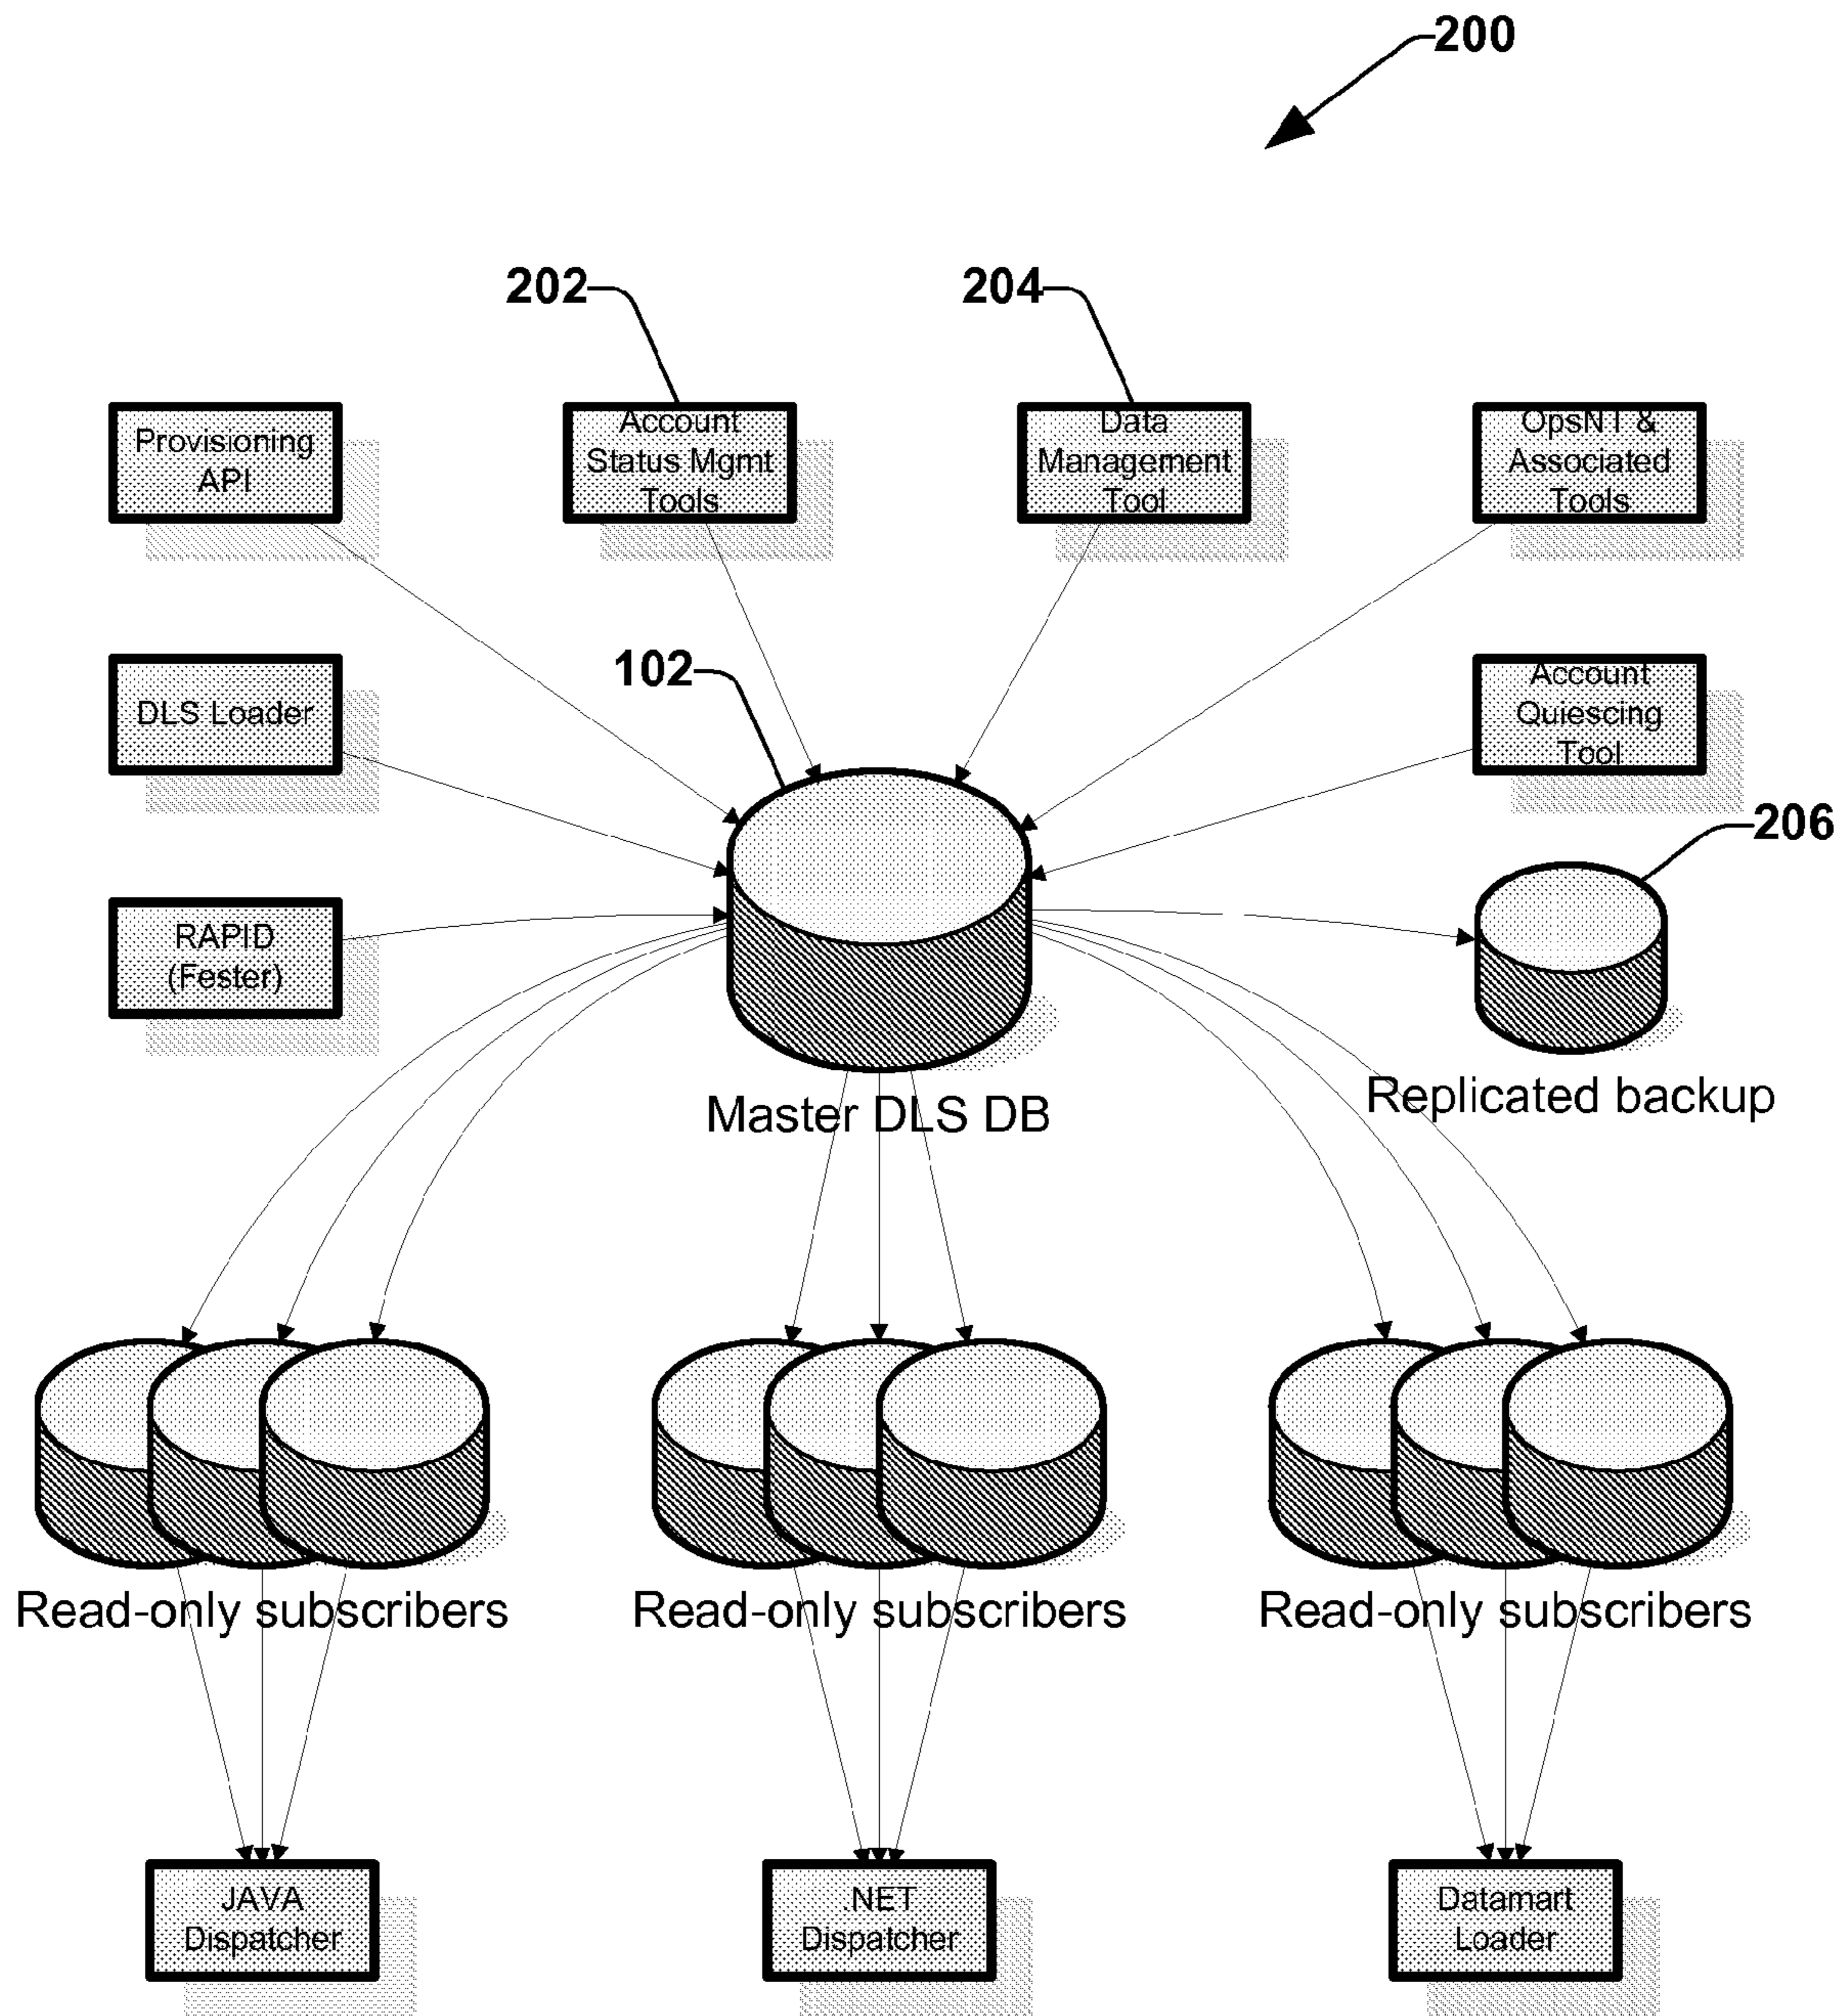 200
202
204
Provisioning
API
Account
Status Mgmt
Tools
Data
Management
Tool
OpsNT &
Associated
Tools
102
DLS Loader
Account
Quiescing
Tool
206
RAPID
(Fester)
Master DLS DB
Replicated backup
Read-only subscribers
Read-only subscribers
Read-only subscribers
JAVA
Dispatcher
.NET
Dispatcher
Datamart
Loader